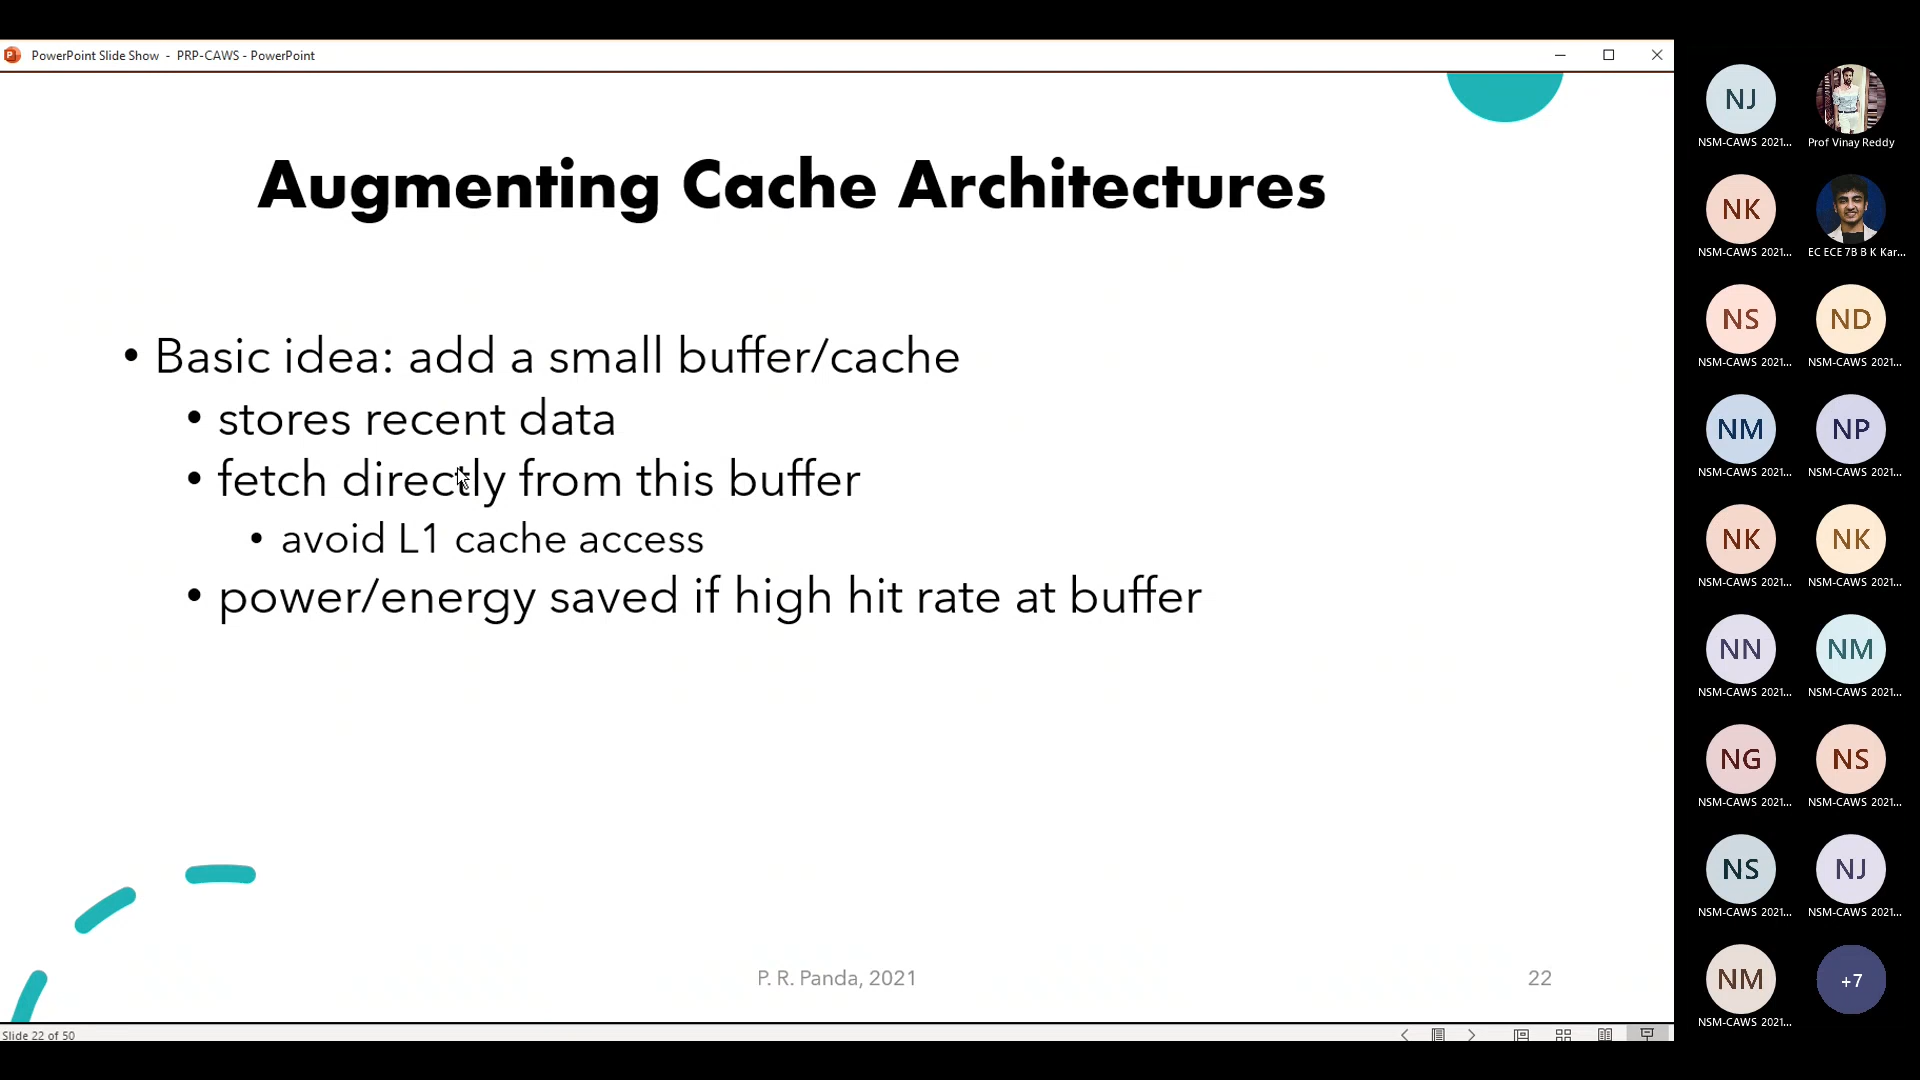 PowerPoint Slide Show - PRP-CAWS - PowerPoint
Augmenting Cache Architectures
• Basic idea: add a small buffer/cache
• stores recent data
• fetch directly from this buffer
• avoid L1 cache access
• power/energy saved if high hit rate at buffer
P. R. Panda, 2021
22
Slide 22 of 50
NJ
NSM-CAWS 2021...
Prof Vinay Reddy
NK
NSM-CAWS 2021...
EC ECE 7B B K Kar...
NS
NSM-CAWS 2021...
ND
NSM-CAWS 2021...
NM
NSM-CAWS 2021...
NP
NSM-CAWS 2021...
NK
NSM-CAWS 2021...
NK
NSM-CAWS 2021...
NN
NSM-CAWS 2021...
NM
NSM-CAWS 2021...
NG
NSM-CAWS 2021...
NS
NSM-CAWS 2021...
NS
NSM-CAWS 2021...
NJ
NSM-CAWS 2021...
NM
NSM-CAWS 2021...
+7